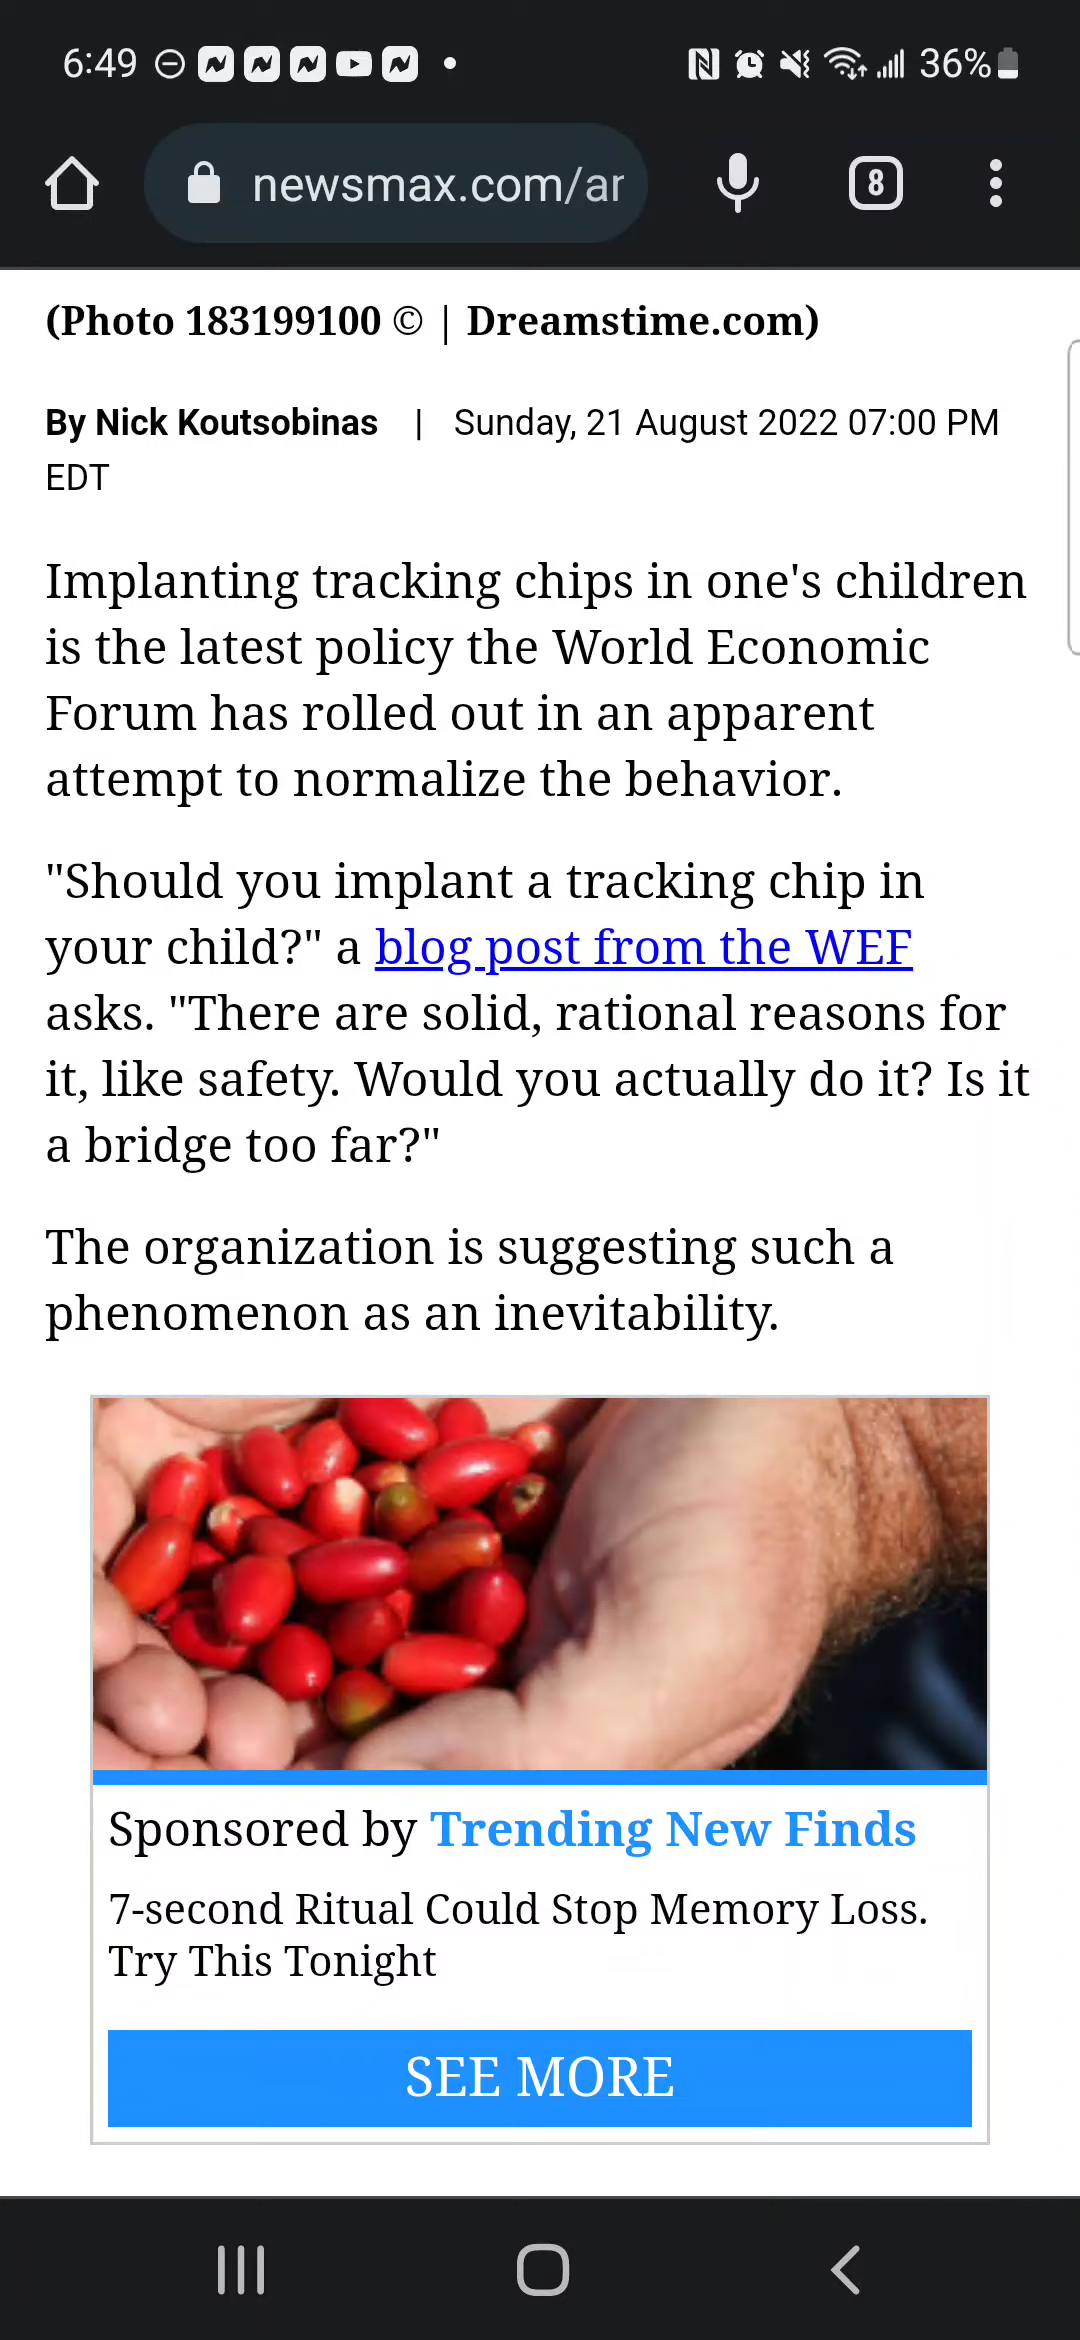 6:49
36%
newsmax.com/ar
8
(Photo 183199100 © | Dreamstime.com)
By Nick Koutsobinas | Sunday, 21 August 2022 07:00 PM
EDT
Implanting tracking chips in one's children
is the latest policy the World Economic
Forum has rolled out in an apparent
attempt to normalize the behavior.
"Should you implant a tracking chip in
your child?" a blog post from the WEF
asks. "There are solid, rational reasons for
it, like safety. Would you actually do it? Is it
a bridge too far?"
The organization is suggesting such a
phenomenon as an inevitability.
Sponsored by Trending New Finds
7-second Ritual Could Stop Memory Loss.
Try This Tonight
SEE MORE